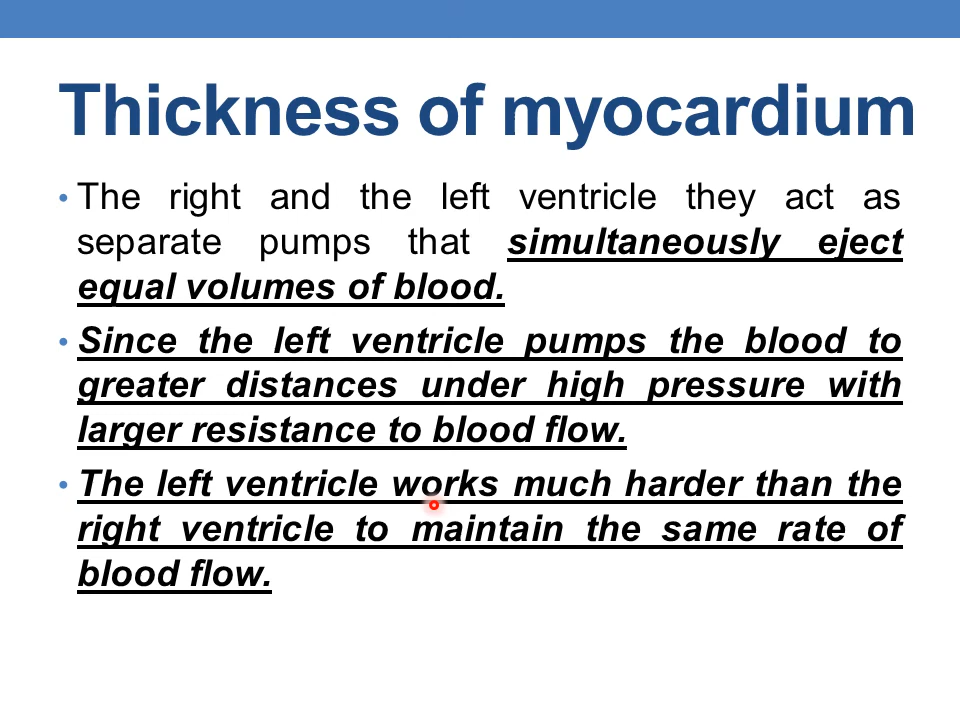 Thickness of myocardium
• The right and the left ventricle they act as
separate pumps that simultaneously eject
equal volumes of blood.
• Since the left ventricle pumps the blood to
greater distances under high pressure with
larger resistance to blood flow.
• The left ventricle works much harder than the
right ventricle to maintain the same rate of
blood flow.